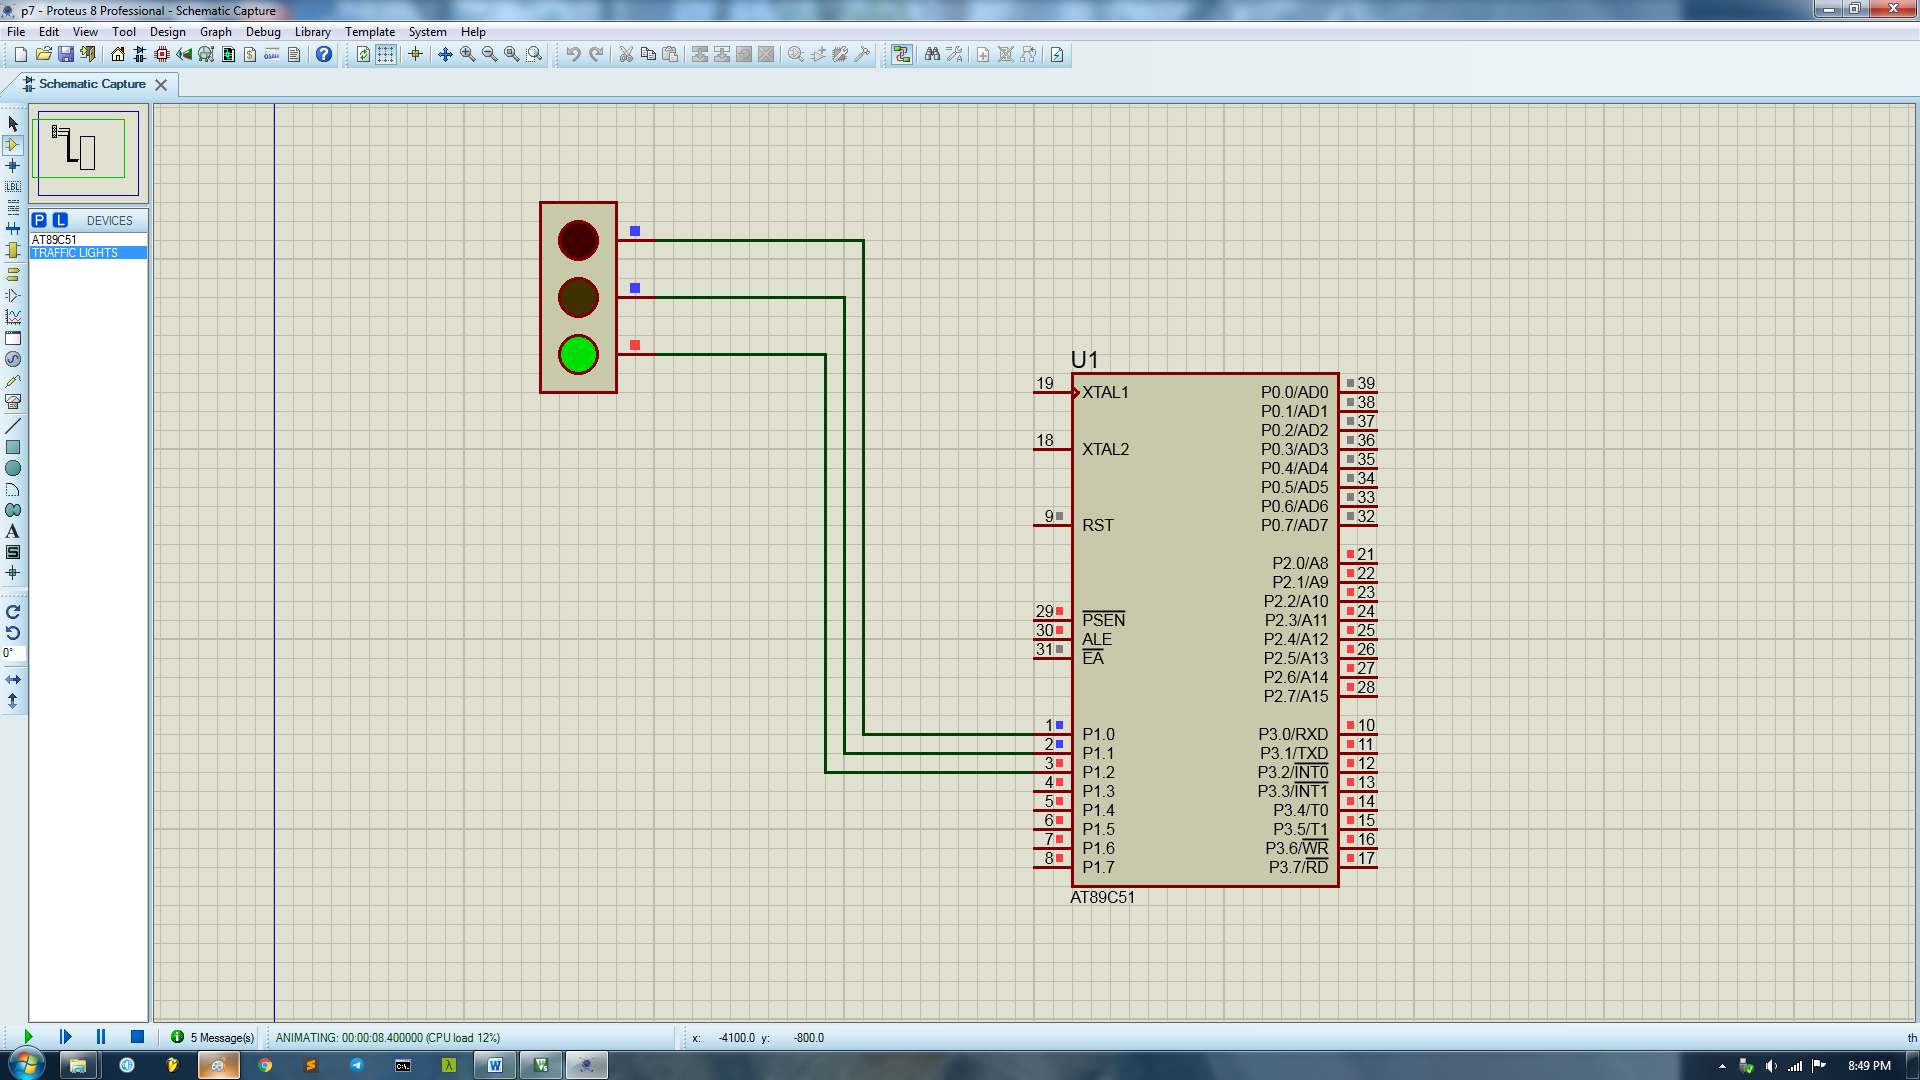 p7 - Proteus 8 Professional - Schematic Capture
File Edit View Tool Design Graph Debug Library Template System Help
Schematic Capture
P L DEVICES
AT89C51
TRAFFIC LIGHTS
LBL
A
S
0°
U1
19 XTAL1 P0.0/AD0 39
P0.1/AD1 38
P0.2/AD2 37
18 XTAL2 P0.3/AD3 36
P0.4/AD4 35
P0.5/AD5 34
P0.6/AD6 33
9 RST P0.7/AD7 32
P2.0/A8 21
P2.1/A9 22
P2.2/A10 23
29 PSEN P2.3/A11 24
30 ALE P2.4/A12 25
31 EA P2.5/A13 26
P2.6/A14 27
P2.7/A15 28
1 P1.0 P3.0/RXD 10
2 P1.1 P3.1/TXD 11
3 P1.2 P3.2/INT0 12
4 P1.3 P3.3/INT1 13
5 P1.4 P3.4/T0 14
6 P1.5 P3.5/T1 15
7 P1.6 P3.6/WR 16
8 P1.7 P3.7/RD 17
AT89C51
5 Message(s) ANIMATING: 00:00:08.400000 (CPU load 12%) x: -4100.0 y: -800.0 th
8:49 PM